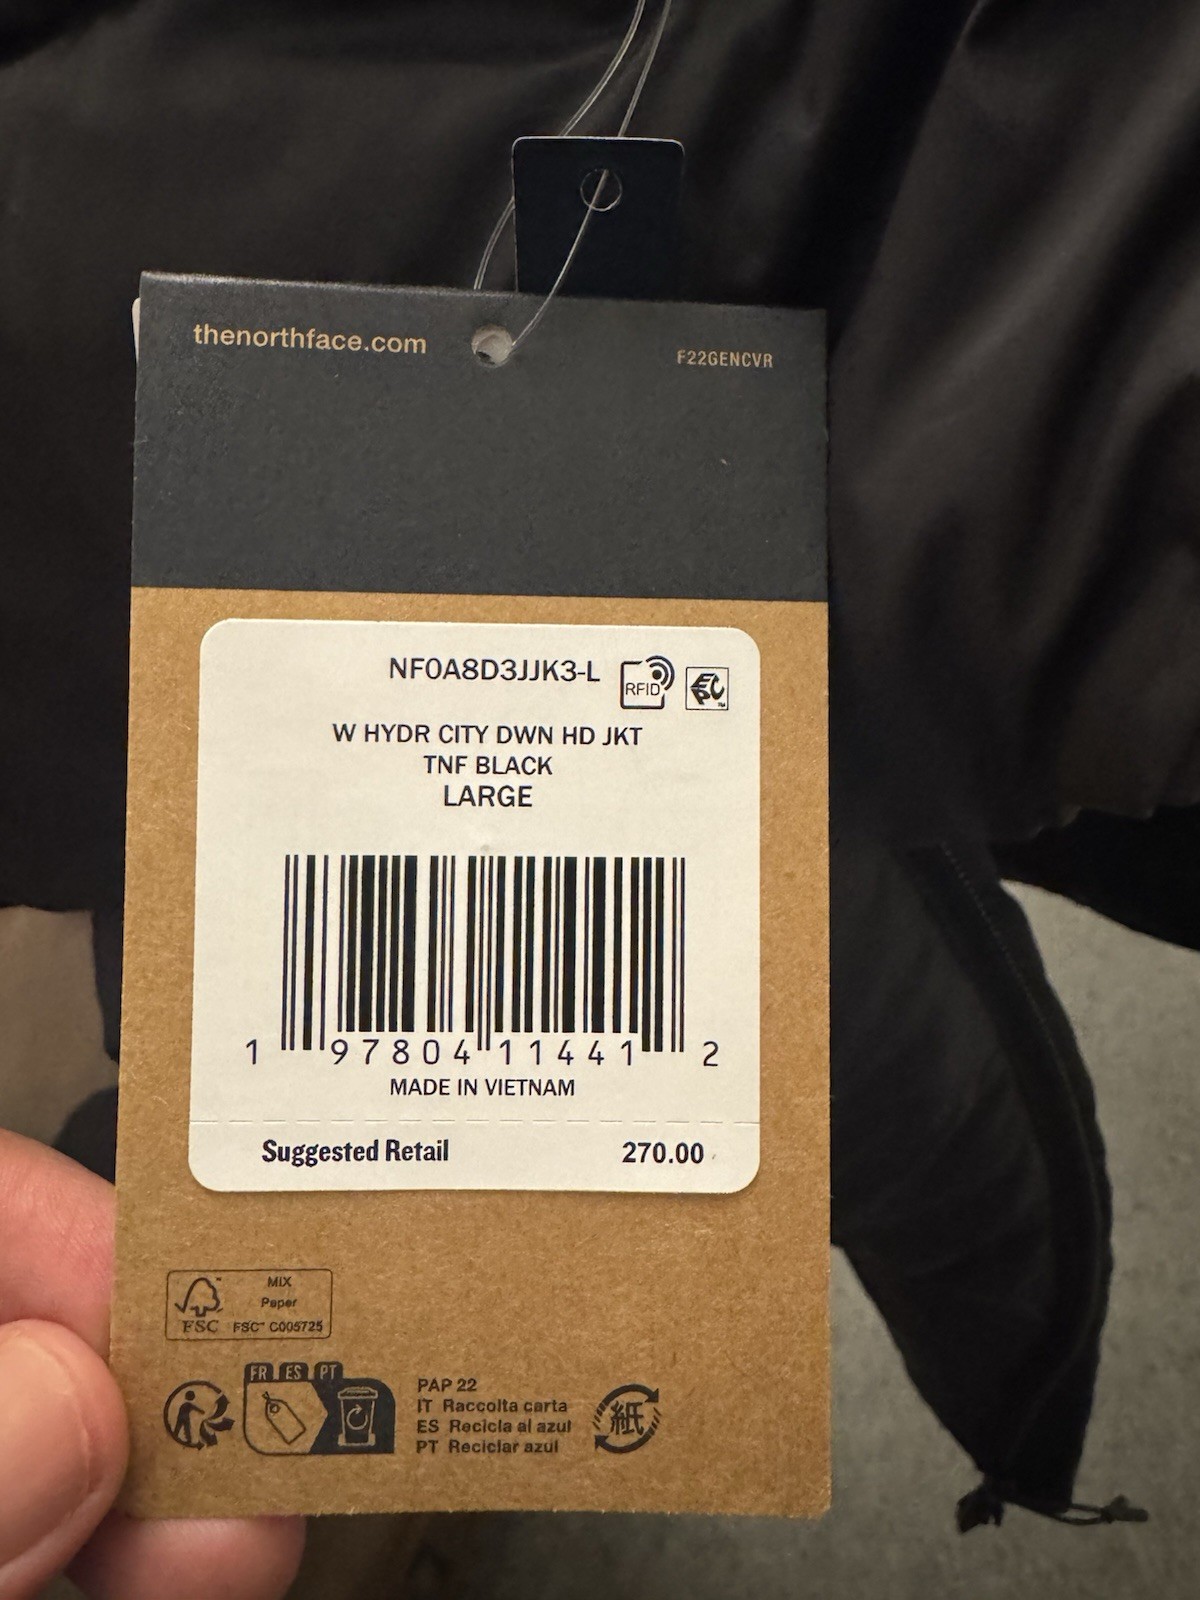 thenorthface.com
F22GENCVR
NF0A8D3JJK3-L
RFID
EPC
W HYDR CITY DWN HD JKT
TNF BLACK
LARGE
1 97804 11441 2
MADE IN VIETNAM
Suggested Retail 270.00
MIX
Paper
FSC FSC™ C005725
FR ES PT
PAP 22
IT Raccolta carta
ES Recicla al azul
PT Reciclar azul
紙